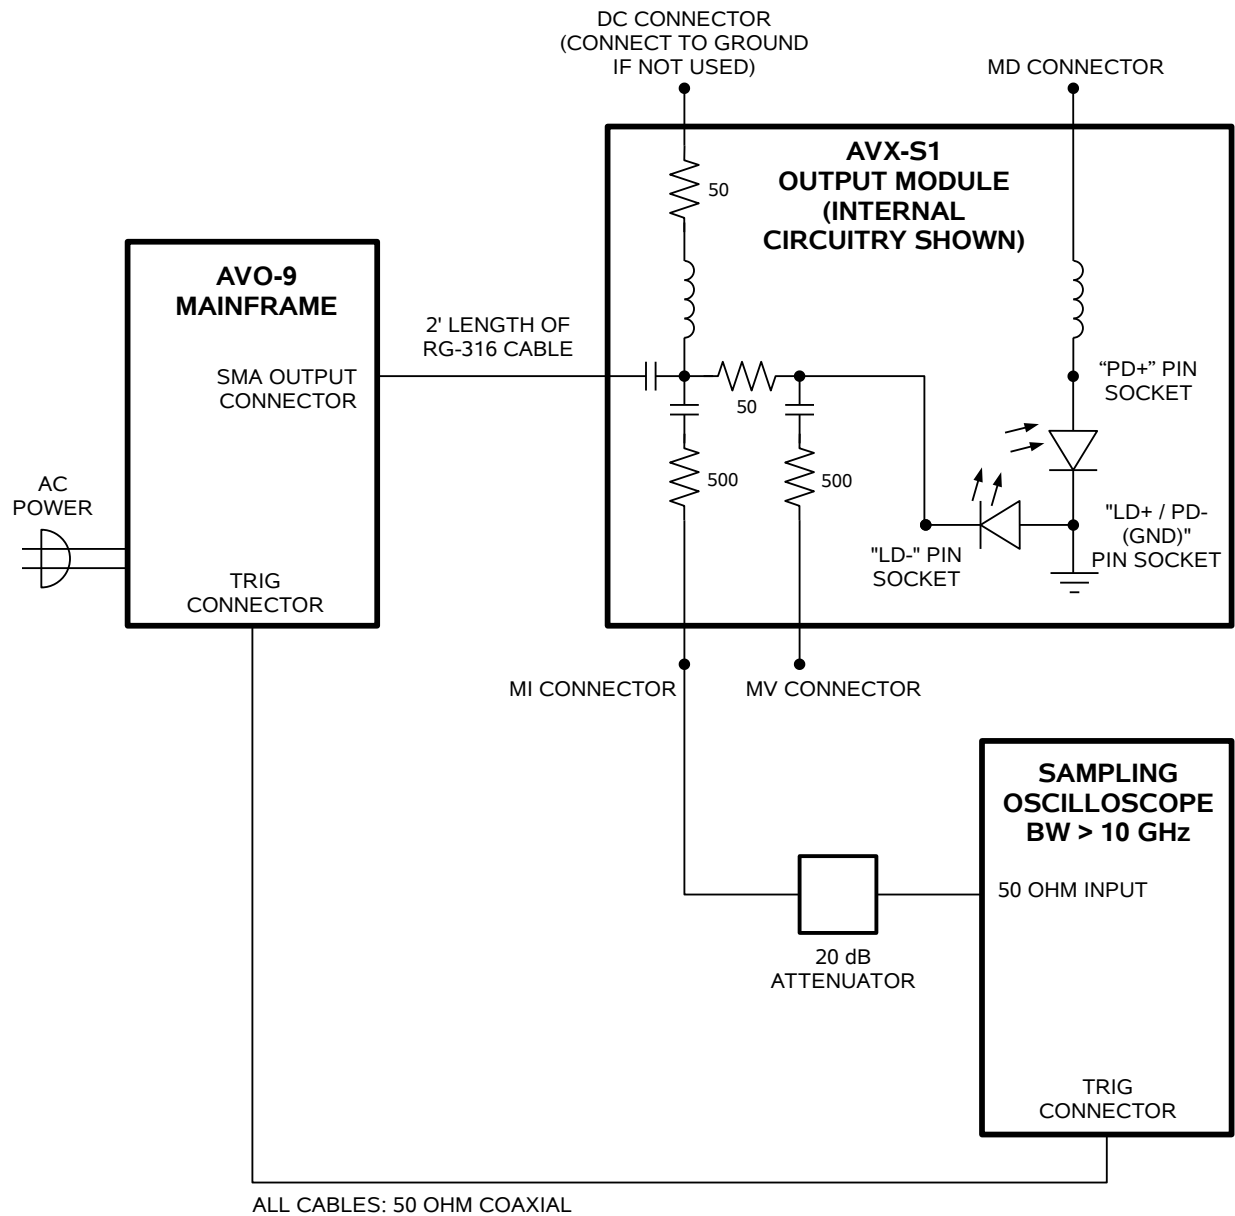 DC CONNECTOR
(CONNECT TO GROUND
IF NOT USED)
MD CONNECTOR
AVX-S1
OUTPUT MODULE
(INTERNAL
CIRCUITRY SHOWN)
50
AVO-9
MAINFRAME
2' LENGTH OF
RG-316 CABLE
SMA OUTPUT
CONNECTOR
“PD+” PIN
SOCKET
50
500
500
AC
POWER
"LD+ / PD-
(GND)"
PIN SOCKET
"LD-" PIN
SOCKET
TRIG
CONNECTOR
MI CONNECTOR
MV CONNECTOR
SAMPLING
OSCILLOSCOPE
BW > 10 GHz
50 OHM INPUT
20 dB
ATTENUATOR
TRIG
CONNECTOR
ALL CABLES: 50 OHM COAXIAL